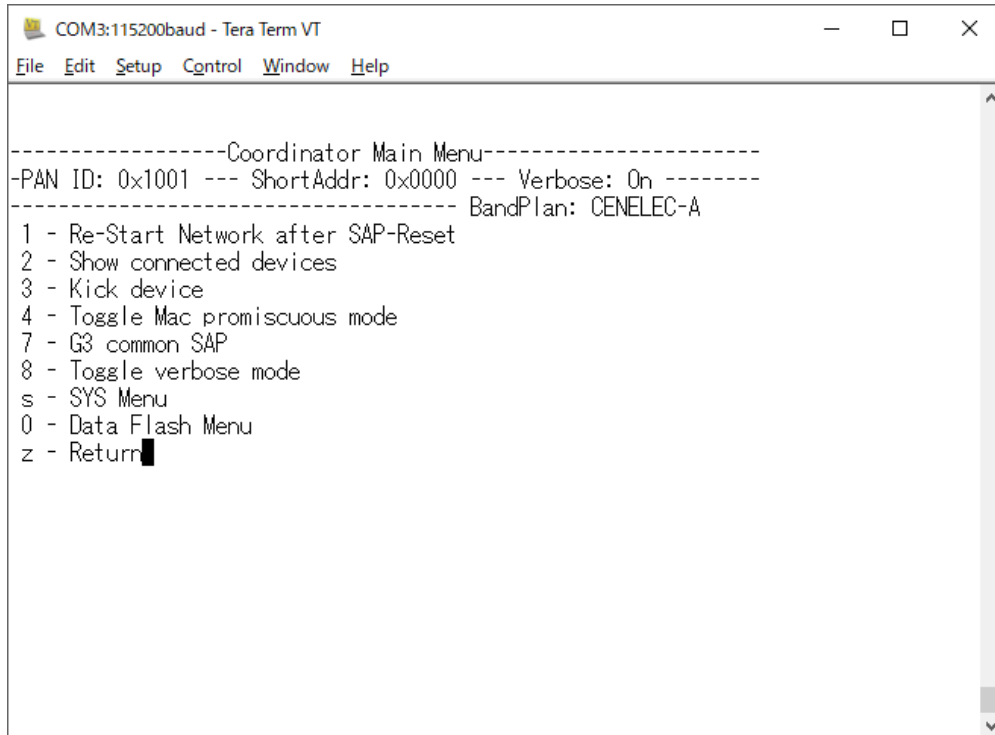 COM3:115200baud - Tera Term VT
File Edit Setup Control Window Help
------------------Coordinator Main Menu-----------------------
-PAN ID: 0x1001 --- ShortAddr: 0x0000 --- Verbose: On --------
------------------------------------- BandPlan: CENELEC-A
1 - Re-Start Network after SAP-Reset
2 - Show connected devices
3 - Kick device
4 - Toggle Mac promiscuous mode
7 - G3 common SAP
8 - Toggle verbose mode
s - SYS Menu
0 - Data Flash Menu
z - Return